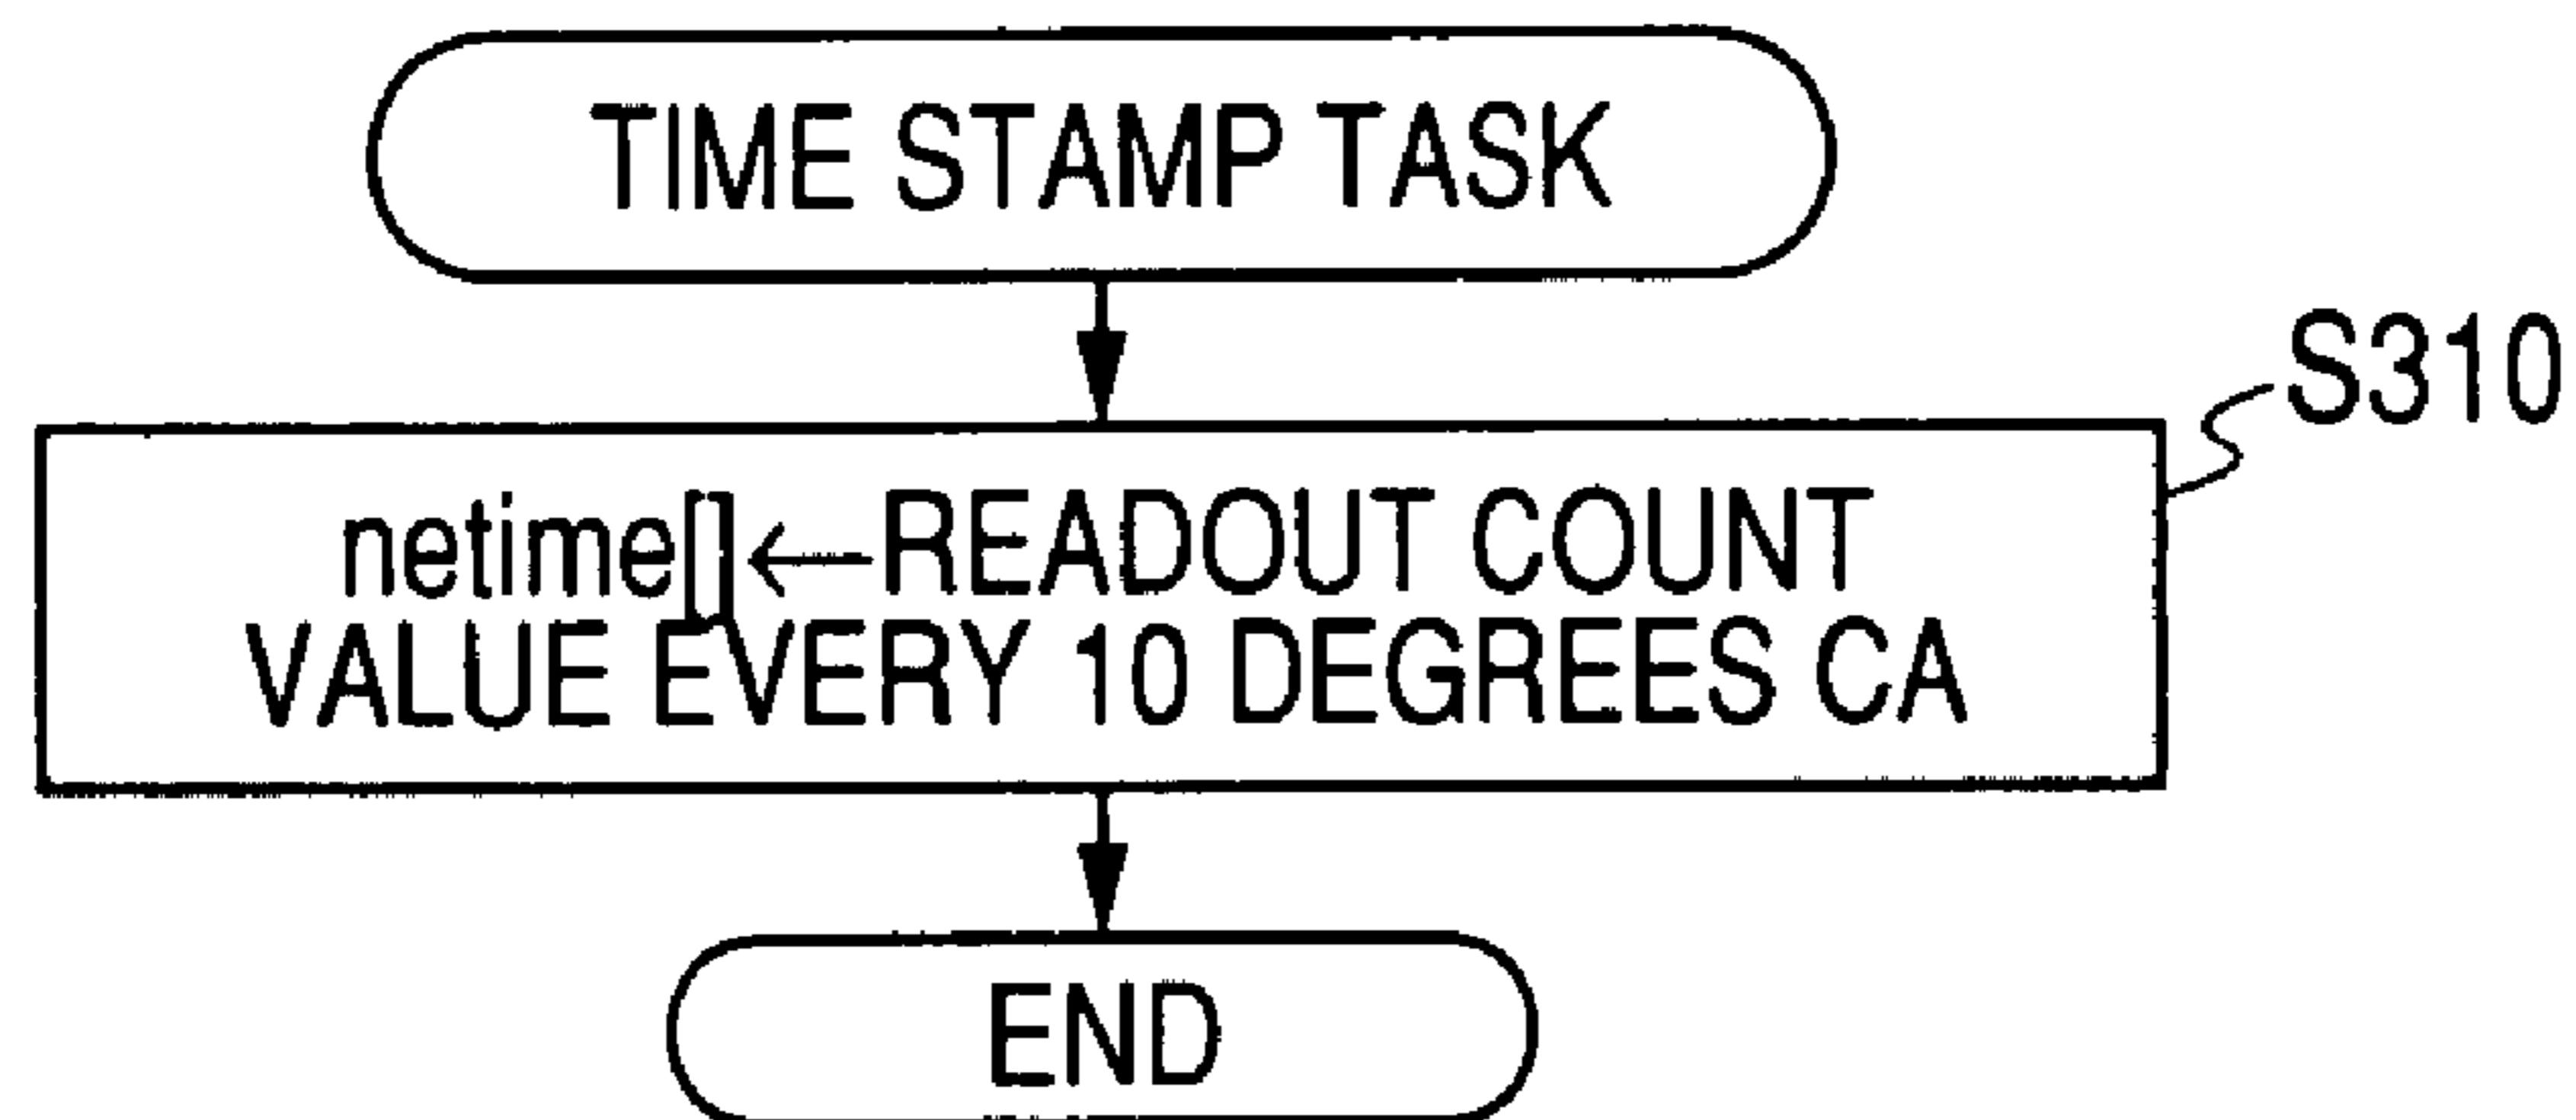 TIME STAMP TASK
S310
netime[]←READOUT COUNT
VALUE EVERY 10 DEGREES CA
END